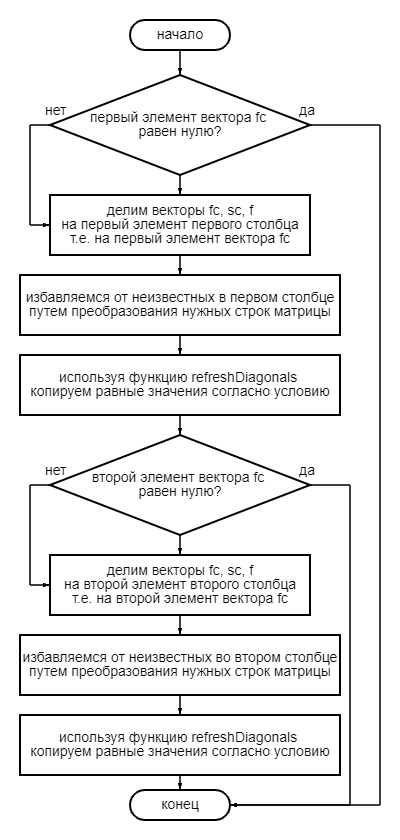 начало
нет
да
первый элемент вектора fc
равен нулю?
делим векторы fc, sc, f
на первый элемент первого столбца
т.е. на первый элемент вектора fc
избавляемся от неизвестных в первом столбце
путем преобразования нужных строк матрицы
используя функцию refreshDiagonals
копируем равные значения согласно условию
нет
да
второй элемент вектора fc
равен нулю?
делим векторы fc, sc, f
на второй элемент второго столбца
т.е. на второй элемент вектора fc
избавляемся от неизвестных во втором столбце
путем преобразования нужных строк матрицы
используя функцию refreshDiagonals
копируем равные значения согласно условию
конец